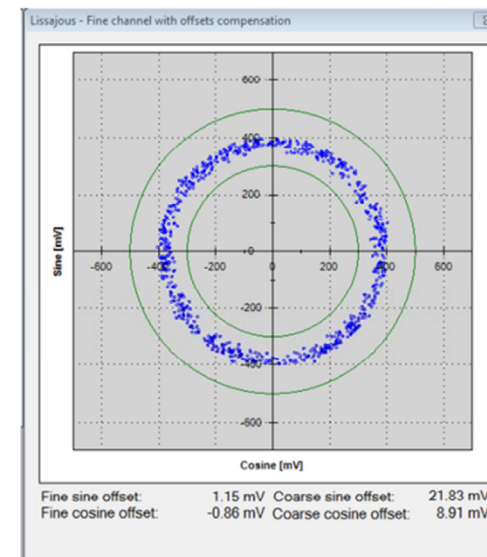 Lissajous - Fine channel with offsets compensation
600
400
200
-600 -400 -200 0 -0 200 400 600
-200
-400
-600
Sine [mV]
Cosine [mV]
Fine sine offset: 1.15 mV Coarse sine offset: 21.83 mV
Fine cosine offset: -0.86 mV Coarse cosine offset: 8.91 mV